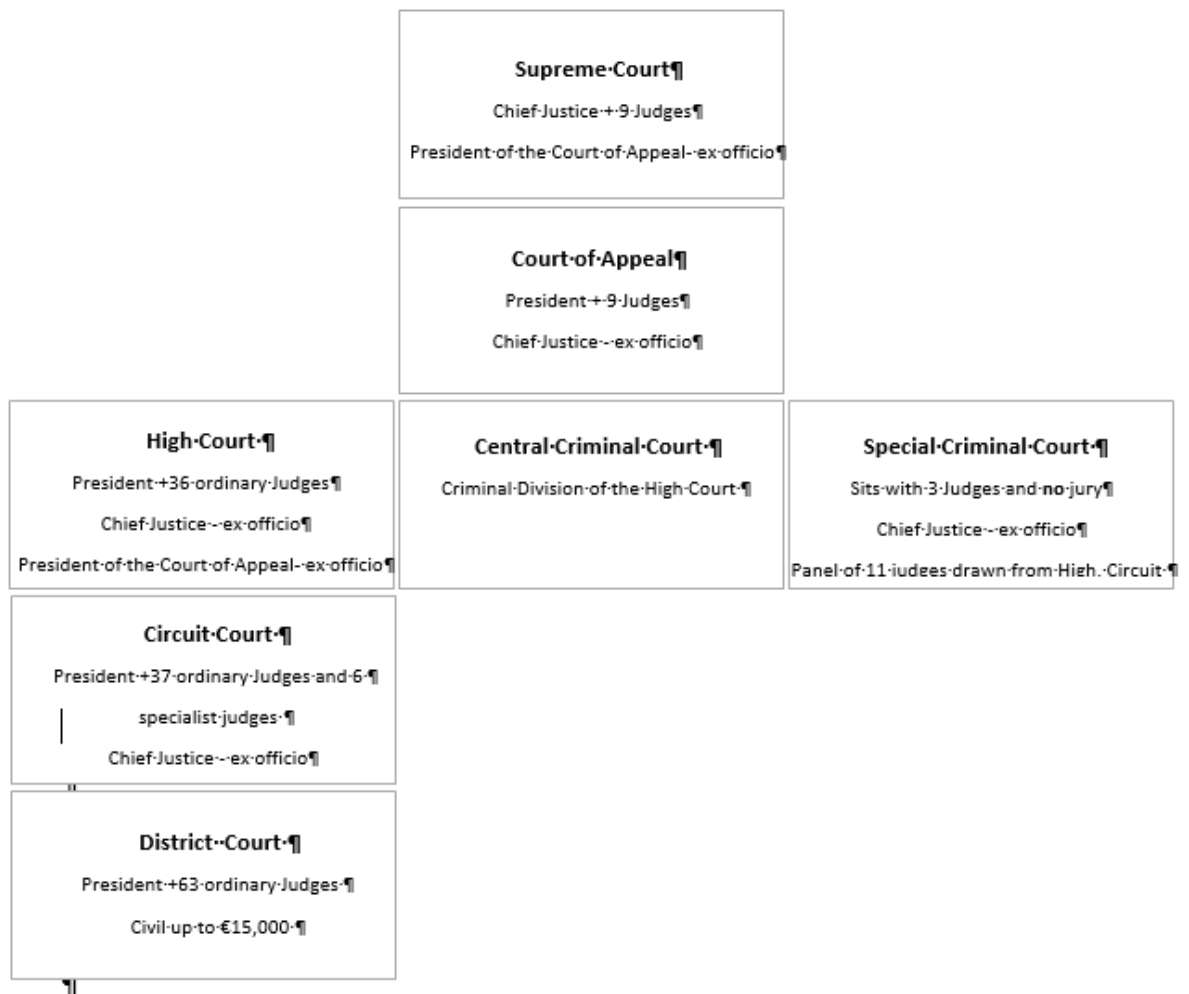 Supreme·Court¶
Chief·Justice·+·9·Judges¶
President·of·the·Court·of·Appeal-·ex·officio¶
Court·of·Appeal¶
President·+·9·Judges¶
Chief·Justice·-·ex·officio¶
High·Court·¶
President·+36·ordinary·Judges¶
Chief·Justice·-·ex·officio¶
President·of·the·Court·of·Appeal-·ex·officio¶
Central·Criminal·Court·¶
Criminal·Division·of·the·High·Court·¶
Special·Criminal·Court·¶
Sits·with·3·Judges·and·no·jury¶
Chief·Justice·–·ex·officio¶
Panel·of·11·judges·drawn·from·High,·Circuit·¶
Circuit·Court·¶
President·+37·ordinary·Judges·and·6·¶
specialist·judges·¶
Chief·Justice·-·ex·officio¶
¶
District··Court·¶
President·+63·ordinary·Judges·¶
Civil·up·to·€15,000·¶
¶